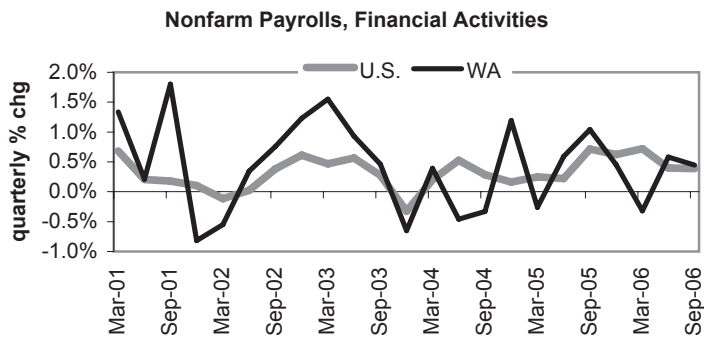 Nonfarm Payrolls, Financial Activities
quarterly % chg
2.0%
1.5%
1.0%
0.5%
0.0%
-0.5%
-1.0%
U.S.
WA
Mar-01
Sep-01
Mar-02
Sep-02
Mar-03
Sep-03
Mar-04
Sep-04
Mar-05
Sep-05
Mar-06
Sep-06